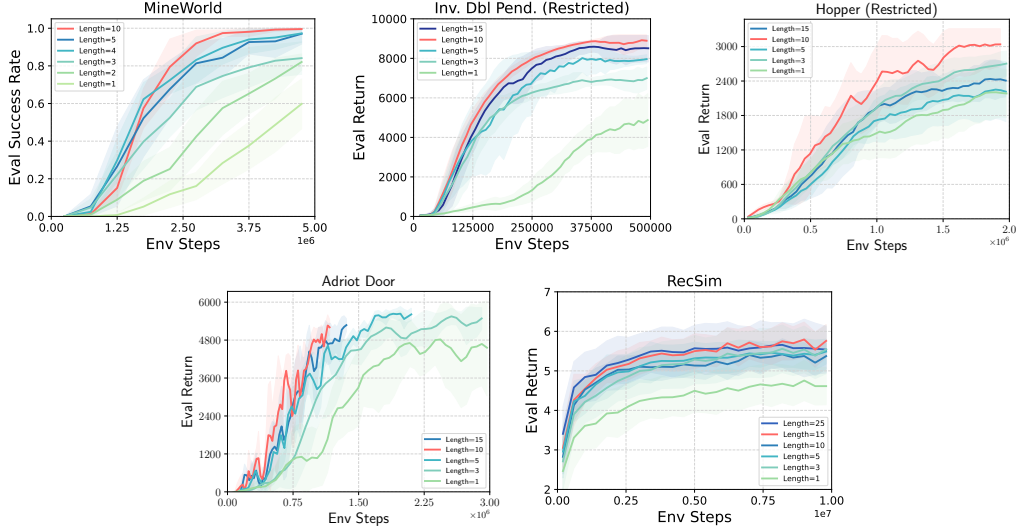 MineWorld
Eval Success Rate
1.0
0.8
0.6
0.4
0.2
0.0
Length=10
Length=5
Length=4
Length=3
Length=2
Length=1
0.00 1.25 2.50 3.75 5.00
1e6
Env Steps
Inv. Dbl Pend. (Restricted)
Eval Return
10000
8000
6000
4000
2000
0
Length=15
Length=10
Length=5
Length=3
Length=1
0 125000 250000 375000 500000
Env Steps
Hopper (Restricted)
Eval Return
3000
2400
1800
1200
600
0
Length=15
Length=10
Length=5
Length=3
Length=1
0.0 0.5 1.0 1.5 2.0
×10⁶
Env Steps
Adriot Door
Eval Return
6000
4800
3600
2400
1200
0
Length=15
Length=10
Length=5
Length=3
Length=1
0.00 0.75 1.50 2.25 3.00
×10⁶
Env Steps
RecSim
Eval Return
7
6
5
4
3
2
Length=25
Length=15
Length=10
Length=5
Length=3
Length=1
0.00 0.25 0.50 0.75 1.00
1e7
Env Steps